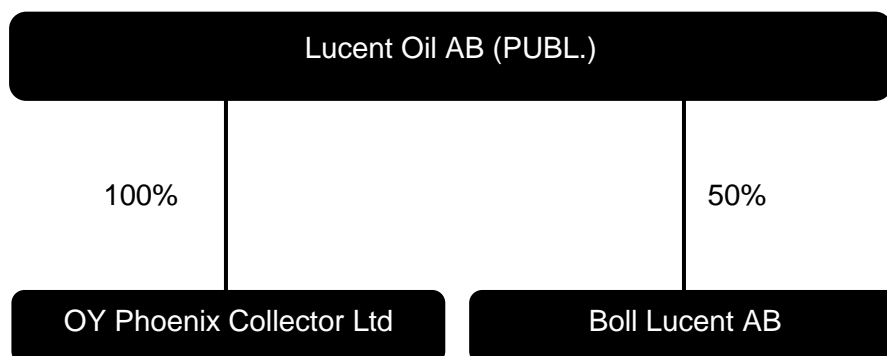 Lucent Oil AB (PUBL.)
100%
50%
OY Phoenix Collector Ltd
Boll Lucent AB